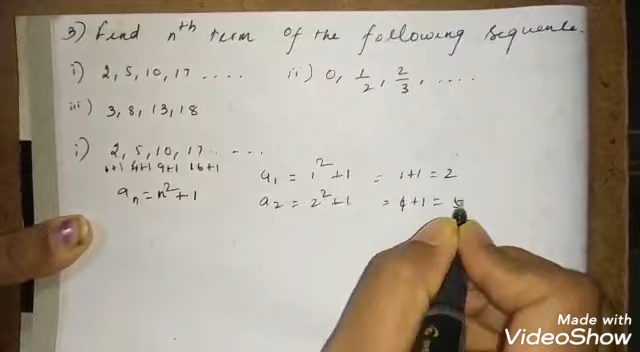 3) Find nth term of the following sequence.
i) 2, 5, 10, 17 .... ii) 0, 1/2, 2/3, ....
iii) 3, 8, 13, 18
i) 2, 5, 10, 17 .. ...
1+1 4+1 9+1 16+1
aₙ = n² + 1
a₁ = 1² + 1 = 1 + 1 = 2
a₂ = 2² + 1 = 4 + 1 = 5
Made with
VideoShow